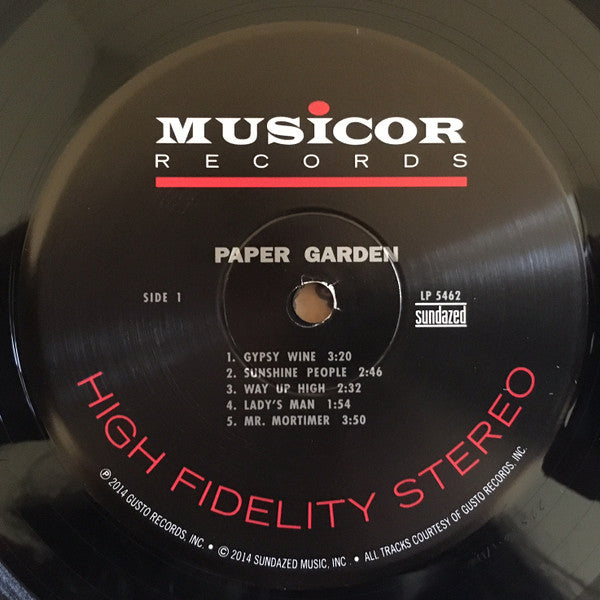 MUSiCOR
RECORDS
PAPER GARDEN
SIDE 1
LP 5462
sundazed
1. GYPSY WINE 3:20
2. SUNSHINE PEOPLE 2:46
3. WAY UP HIGH 2:32
4. LADY'S MAN 1:54
5. MR. MORTIMER 3:50
HIGH FIDELITY STEREO
℗ 2014 GUSTO RECORDS, INC. • © 2014 SUNDAZED MUSIC, INC. • ALL TRACKS COURTESY OF GUSTO RECORDS, INC.